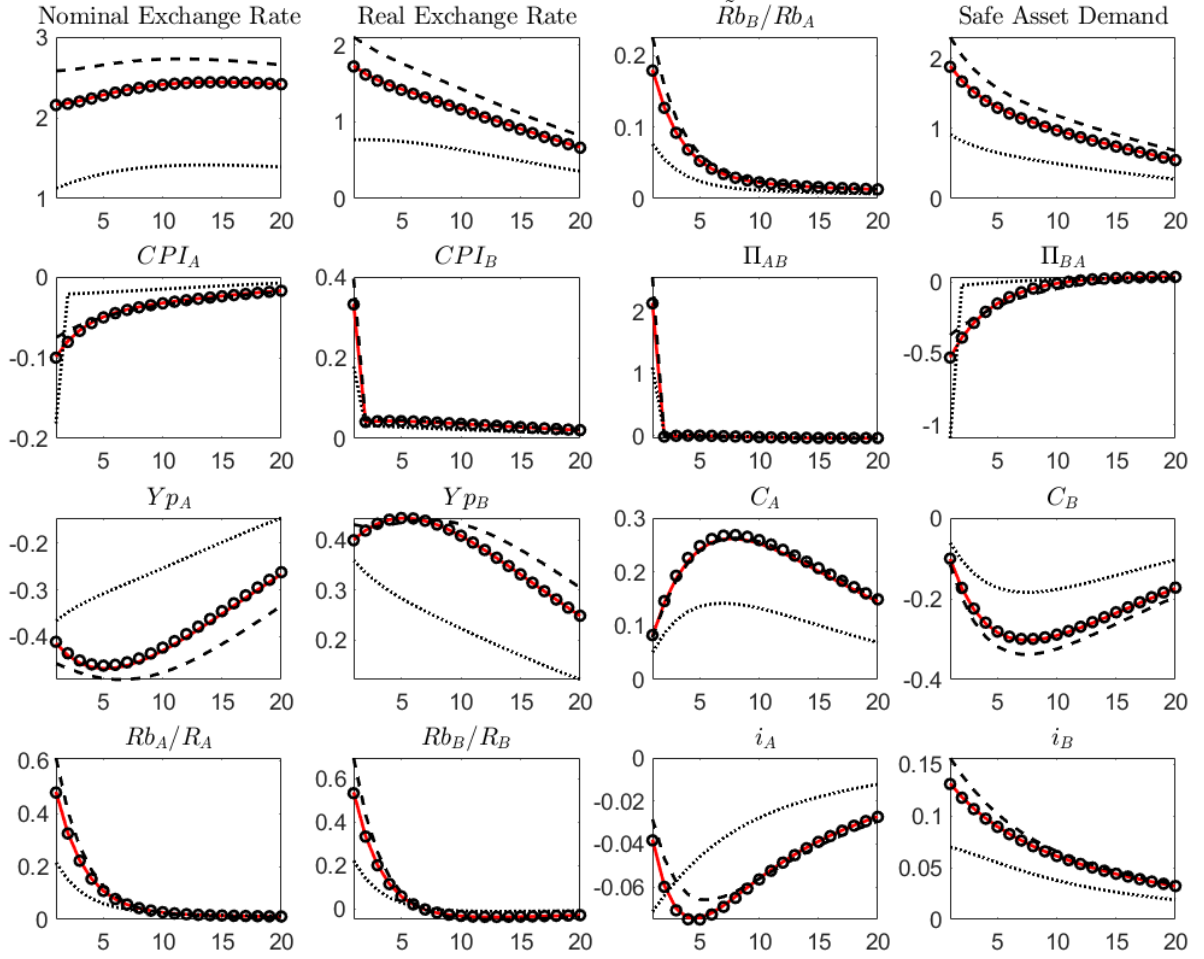 Nominal Exchange Rate Real Exchange Rate R̃b_B/Rb_A Safe Asset Demand
3 2 1 5 10 15 20
2 1 0 5 10 15 20
0.2 0.1 0 5 10 15 20
2 1 0 5 10 15 20
CPI_A CPI_B Π_AB Π_BA
0 -0.1 -0.2 5 10 15 20
0.4 0.2 0 5 10 15 20
2 1 0 5 10 15 20
0 -0.5 -1 5 10 15 20
Yp_A Yp_B C_A C_B
-0.2 -0.3 -0.4 5 10 15 20
0.4 0.3 0.2 5 10 15 20
0.3 0.2 0.1 0 5 10 15 20
0 -0.2 -0.4 5 10 15 20
Rb_A/R_A Rb_B/R_B i_A i_B
0.6 0.4 0.2 0 5 10 15 20
0.6 0.4 0.2 0 5 10 15 20
0 -0.02 -0.04 -0.06 5 10 15 20
0.15 0.1 0.05 0 5 10 15 20